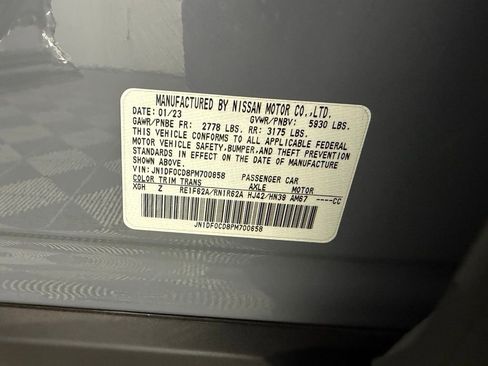 MANUFACTURED BY NISSAN MOTOR CO.,LTD.
DATE: 01/23 GVWR/PNBV: 5930 LBS.
GAWR/PNBE FR: 2778 LBS. RR: 3175 LBS.
THIS VEHICLE CONFORMS TO ALL APPLICABLE FEDERAL
MOTOR VEHICLE SAFETY,BUMPER,AND THEFT PREVENTION
STANDARDS IN EFFECT ON THE DATE OF MANUFACTURE
SHOWN ABOVE.
VIN:JN1DF0CD8PM700658 PASSENGER CAR
COLOR TRIM TRANS AXLE MOTOR
XGH Z RE1F62A/RN1R62A HJ42/HN39 AM67 ----CC
JN1DF0CD8PM700658